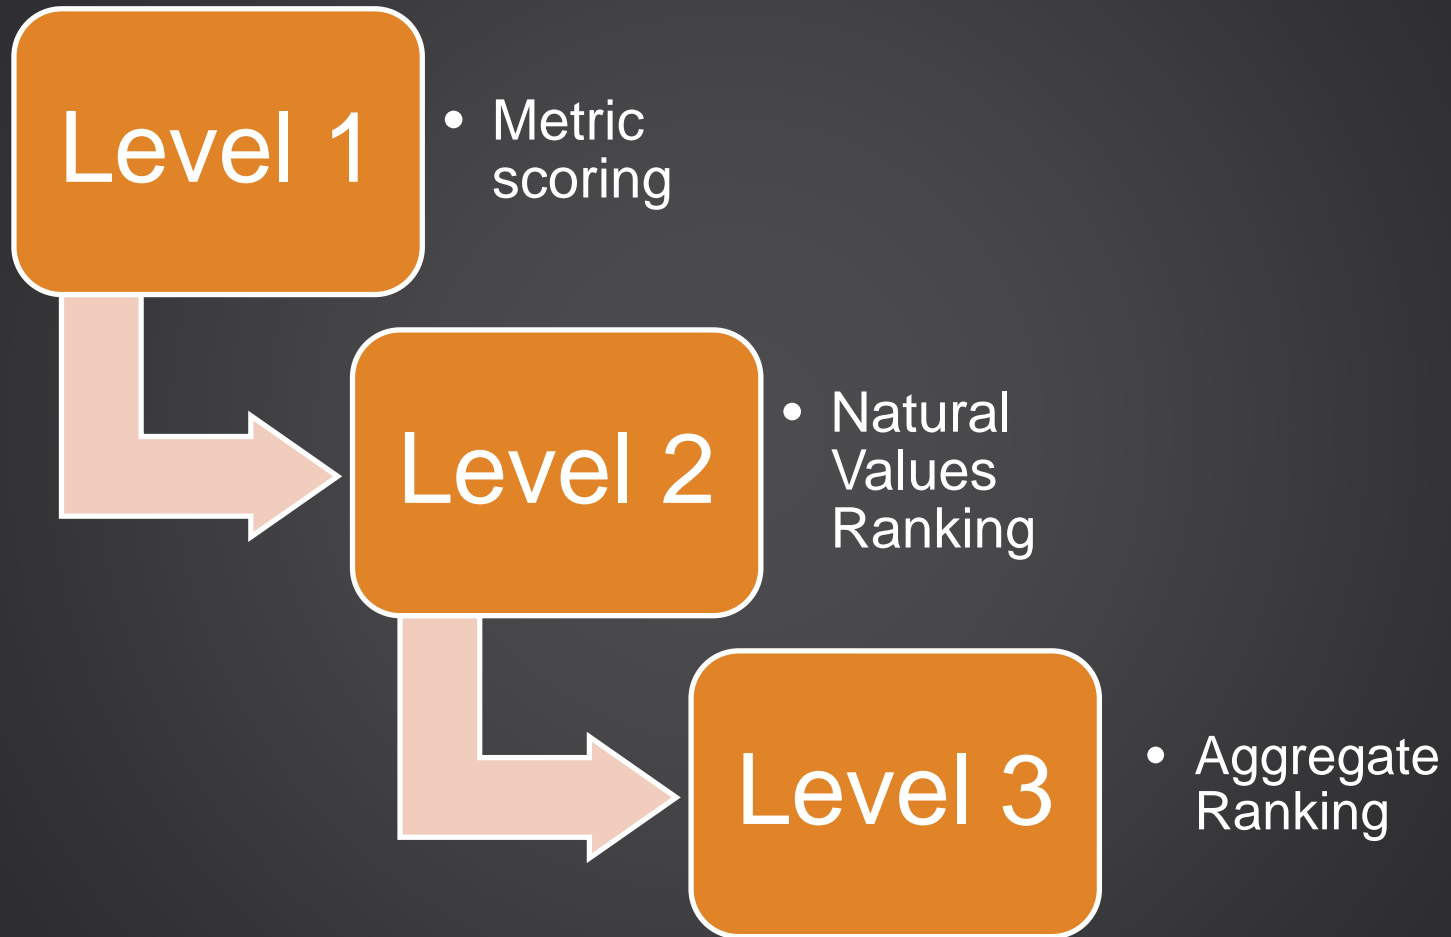 Level 1
• Metric
scoring
Level 2
• Natural
Values
Ranking
Level 3
• Aggregate
Ranking